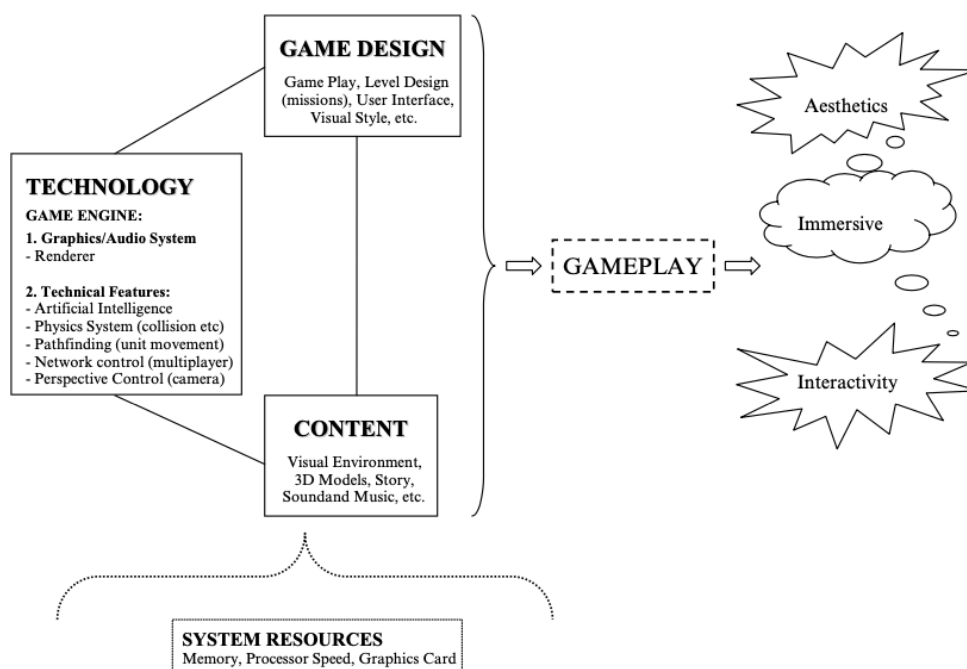 GAME DESIGN
Game Play, Level Design
(missions), User Interface,
Visual Style, etc.
TECHNOLOGY
GAME ENGINE:
1. Graphics/Audio System
- Renderer
2. Technical Features:
- Artificial Intelligence
- Physics System (collision etc)
- Pathfinding (unit movement)
- Network control (multiplayer)
- Perspective Control (camera)
CONTENT
Visual Environment,
3D Models, Story,
Soundand Music, etc.
GAMEPLAY
Aesthetics
Immersive
Interactivity
SYSTEM RESOURCES
Memory, Processor Speed, Graphics Card